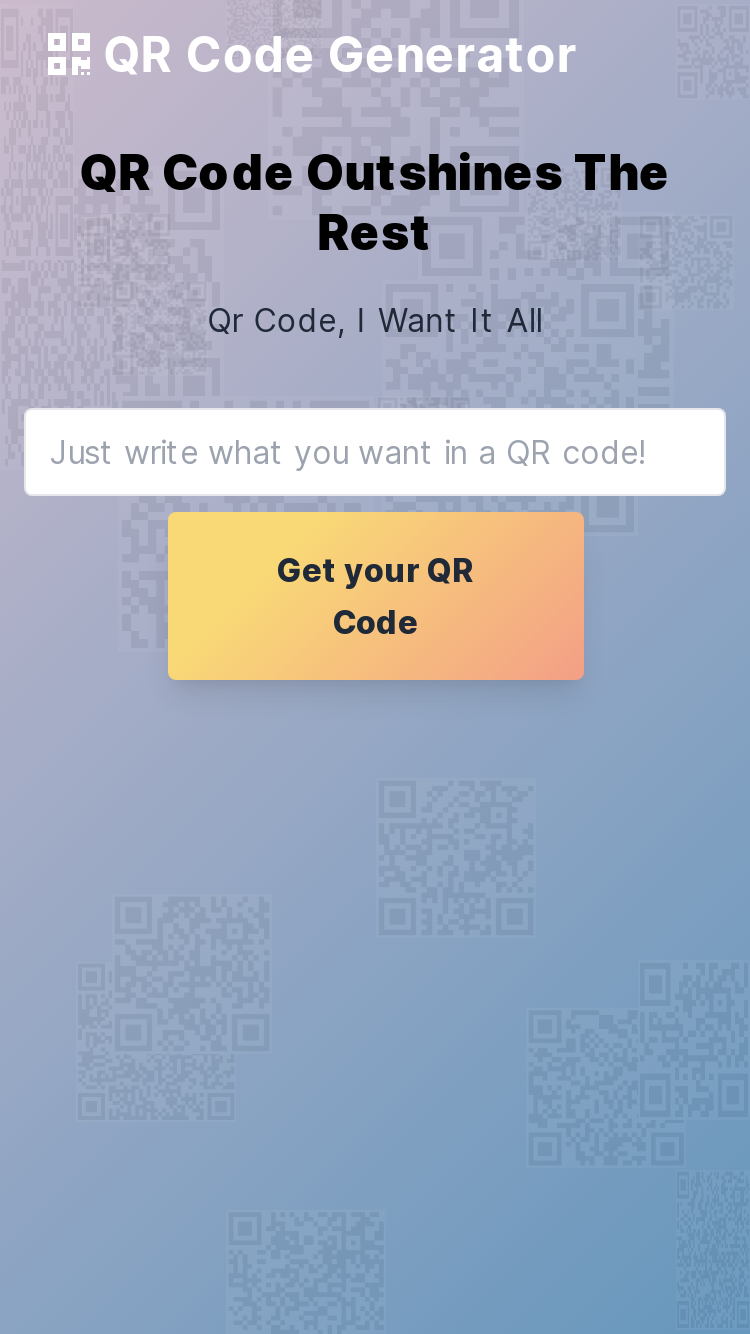 QR Code Generator
QR Code Outshines The
Rest
Qr Code, I Want It All
Just write what you want in a QR code!
Get your QR
Code